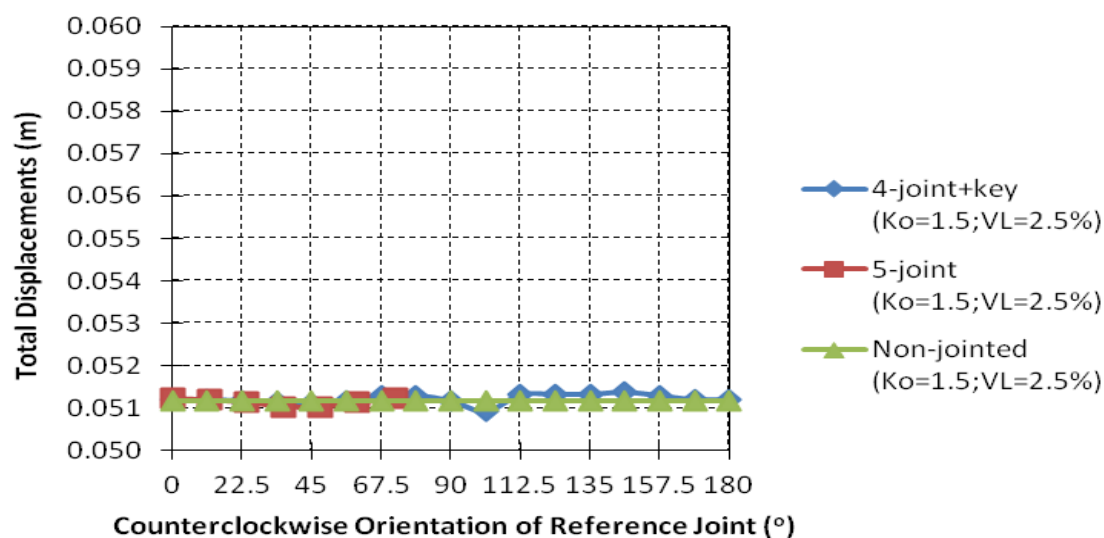 Total Displacements (m)
0.060
0.059
0.058
0.057
0.056
0.055
0.054
0.053
0.052
0.051
0.050
0 22.5 45 67.5 90 112.5 135 157.5 180
Counterclockwise Orientation of Reference Joint (º)
4-joint+key
(Ko=1.5;VL=2.5%)
5-joint
(Ko=1.5;VL=2.5%)
Non-jointed
(Ko=1.5;VL=2.5%)